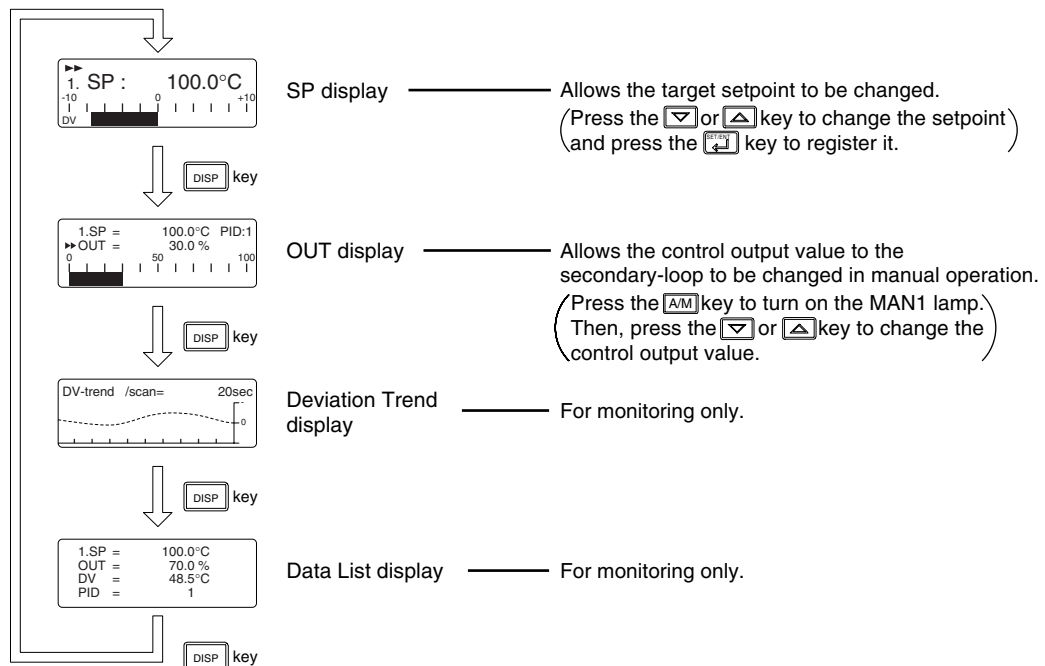 ▶▶
1. SP : 100.0°C
-10 0 +10
DV
SP display
Allows the target setpoint to be changed.
(Press the ▽ or △ key to change the setpoint
and press the SET/ENT key to register it.)
DISP key
1.SP = 100.0°C PID:1
▶▶OUT = 30.0 %
0 50 100
OUT display
Allows the control output value to the
secondary-loop to be changed in manual operation.
(Press the A/M key to turn on the MAN1 lamp.
Then, press the ▽ or △ key to change the
control output value.)
DISP key
DV-trend /scan= 20sec
0
Deviation Trend
display
For monitoring only.
DISP key
1.SP = 100.0°C
OUT = 70.0 %
DV = 48.5°C
PID = 1
Data List display
For monitoring only.
DISP key